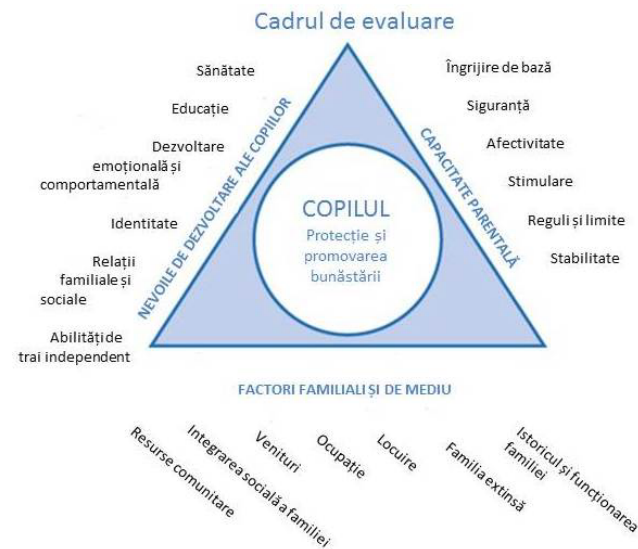 Cadrul de evaluare
Sănătate
Educație
Dezvoltare
emoțională și
comportamentală
Identitate
Relații
familiale și
sociale
Abilități de
trai independent
NEVOILE DE DEZVOLTARE ALE COPIILOR
COPILUL
Protecție și
promovarea
bunăstării
CAPACITATE PARENTALĂ
Îngrijire de bază
Siguranță
Afectivitate
Stimulare
Reguli și limite
Stabilitate
FACTORI FAMILIALI ȘI DE MEDIU
Resurse comunitare
Integrarea socială a familiei
Venituri
Ocupație
Locuire
Familia extinsă
Istoricul și funcționarea
familiei